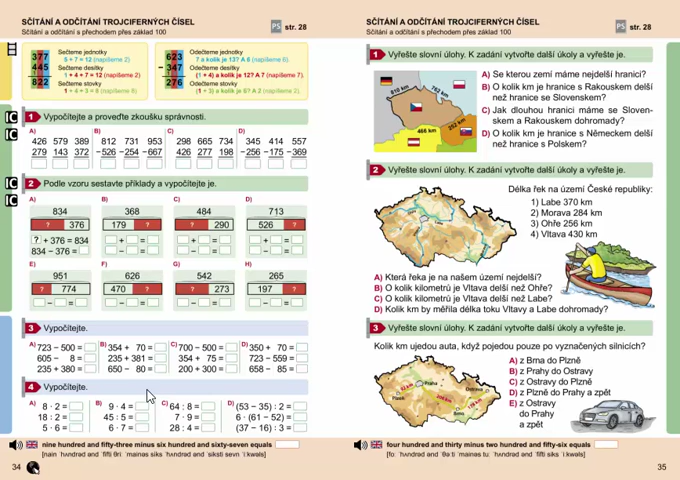 SČÍTÁNÍ A ODČÍTÁNÍ TROJCIFERNÝCH ČÍSEL
Sčítání a odčítání s přechodem přes základ 100
PS str. 28
377
445
822
Sečteme jednotky
5 + 7 = 12 (napíšeme 2)
Sečteme desítky
1 + 4 + 7 = 12 (napíšeme 2)
Sečteme stovky
1 + 4 + 3 = 8 (napíšeme 8)
623
− 347
276
Odečteme jednotky
7 a kolik je 13? A 6 (napíšeme 6).
Odečteme desítky
(1 + 4) a kolik je 12? A 7 (napíšeme 7).
Odečteme stovky
(1 + 3) a kolik je 6? A 2 (napíšeme 2).
1 Vypočítejte a proveďte zkoušku správnosti.
A) B) C) D)
426 579 389 812 731 953 298 665 734 345 414 557
279 143 372 −526 −254 −667 426 277 198 −256 −175 −369
2 Podle vzoru sestavte příklady a vypočítejte je.
A) B) C) D)
834 368 484 713
? 376 179 ? ? 290 526 ?
? + 376 = 834 + = + = + =
834 − 376 = − = − = − =
E) F) G) H)
951 626 542 265
? 774 470 ? ? 273 197 ?
− = − = − = − =
3 Vypočítejte.
A) 723 − 500 = B) 354 + 70 = C) 700 − 500 = D) 350 + 70 =
605 − 8 = 235 + 381 = 354 + 75 = 723 − 559 =
235 + 380 = 650 − 80 = 200 + 300 = 658 − 85 =
4 Vypočítejte.
A) 8 · 2 = B) 9 · 4 = C) 64 : 8 = D) (53 − 35) : 2 =
18 : 2 = 45 : 5 = 7 · 9 = 6 · (61 − 52) =
5 · 6 = 6 · 7 = 28 : 4 = (37 − 16) : 3 =
nine hundred and fifty-three minus six hundred and sixty-seven equals
34
SČÍTÁNÍ A ODČÍTÁNÍ TROJCIFERNÝCH ČÍSEL
Sčítání a odčítání s přechodem přes základ 100
PS str. 28
1 Vyřešte slovní úlohy. K zadání vytvořte další úkoly a vyřešte je.
810 km
762 km
252 km
466 km
A) Se kterou zemí máme nejdelší hranici?
B) O kolik km je hranice s Rakouskem delší
než hranice se Slovenskem?
C) Jak dlouhou hranici máme se Sloven-
skem a Rakouskem dohromady?
D) O kolik km je hranice s Německem delší
než hranice s Polskem?
2 Vyřešte slovní úlohy. K zadání vytvořte další úkoly a vyřešte je.
Délka řek na území České republiky:
1) Labe 370 km
2) Morava 284 km
3) Ohře 256 km
4) Vltava 430 km
A) Která řeka je na našem území nejdelší?
B) O kolik kilometrů je Vltava delší než Ohře?
C) O kolik kilometrů je Vltava delší než Labe?
D) Kolik km by měřila délka toku Vltavy a Labe dohromady?
3 Vyřešte slovní úlohy. K zadání vytvořte další úkoly a vyřešte je.
Kolik km ujedou auta, když pojedou pouze po vyznačených silnicích?
Praha
Plzeň
Ostrava
Brno
A) z Brna do Plzně
B) z Prahy do Ostravy
C) z Ostravy do Plzně
D) z Plzně do Prahy a zpět
E) z Ostravy
do Prahy
a zpět
four hundred and thirty minus two hundred and fifty-six equals
35